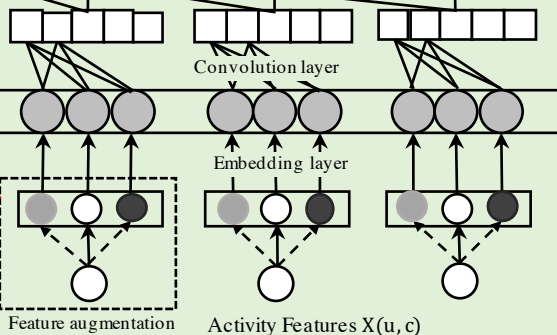 Convolution layer
Embedding layer
Feature augmentation
Activity Features X(u, c)